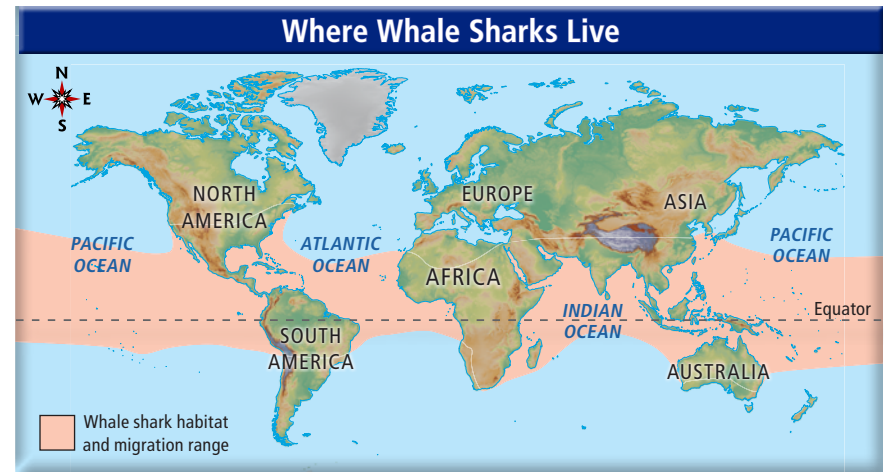 Where Whale Sharks Live
N
W E
S
NORTH
AMERICA
EUROPE
ASIA
PACIFIC
OCEAN
ATLANTIC
OCEAN
PACIFIC
OCEAN
AFRICA
INDIAN
OCEAN
Equator
SOUTH
AMERICA
AUSTRALIA
Whale shark habitat
and migration range